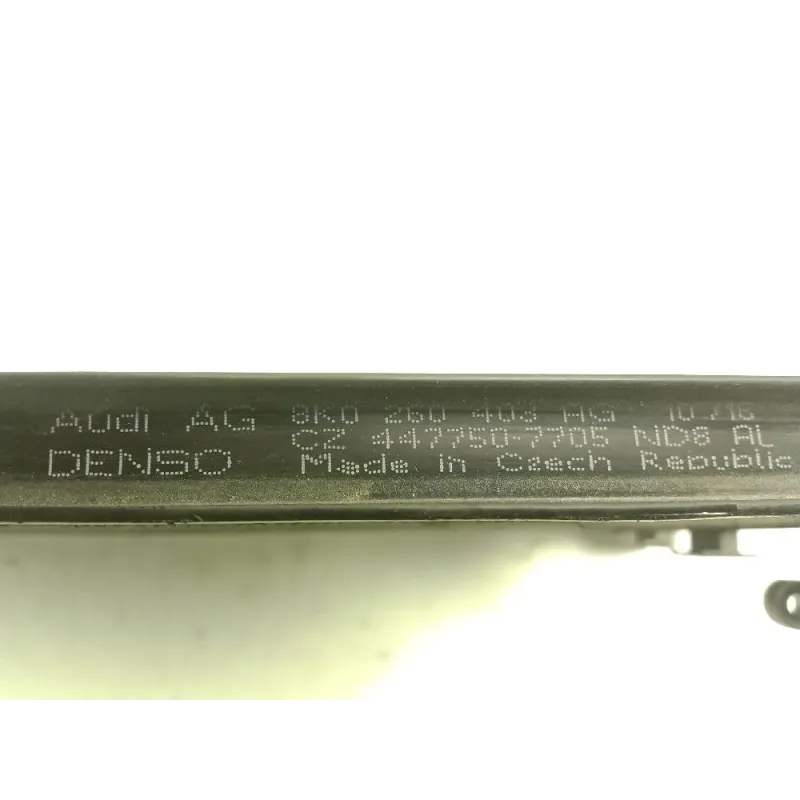 Audi AG 8K0 260 403 AG 10/16
CZ 447750-7705 ND8 AL
DENSO Made in Czech Republic